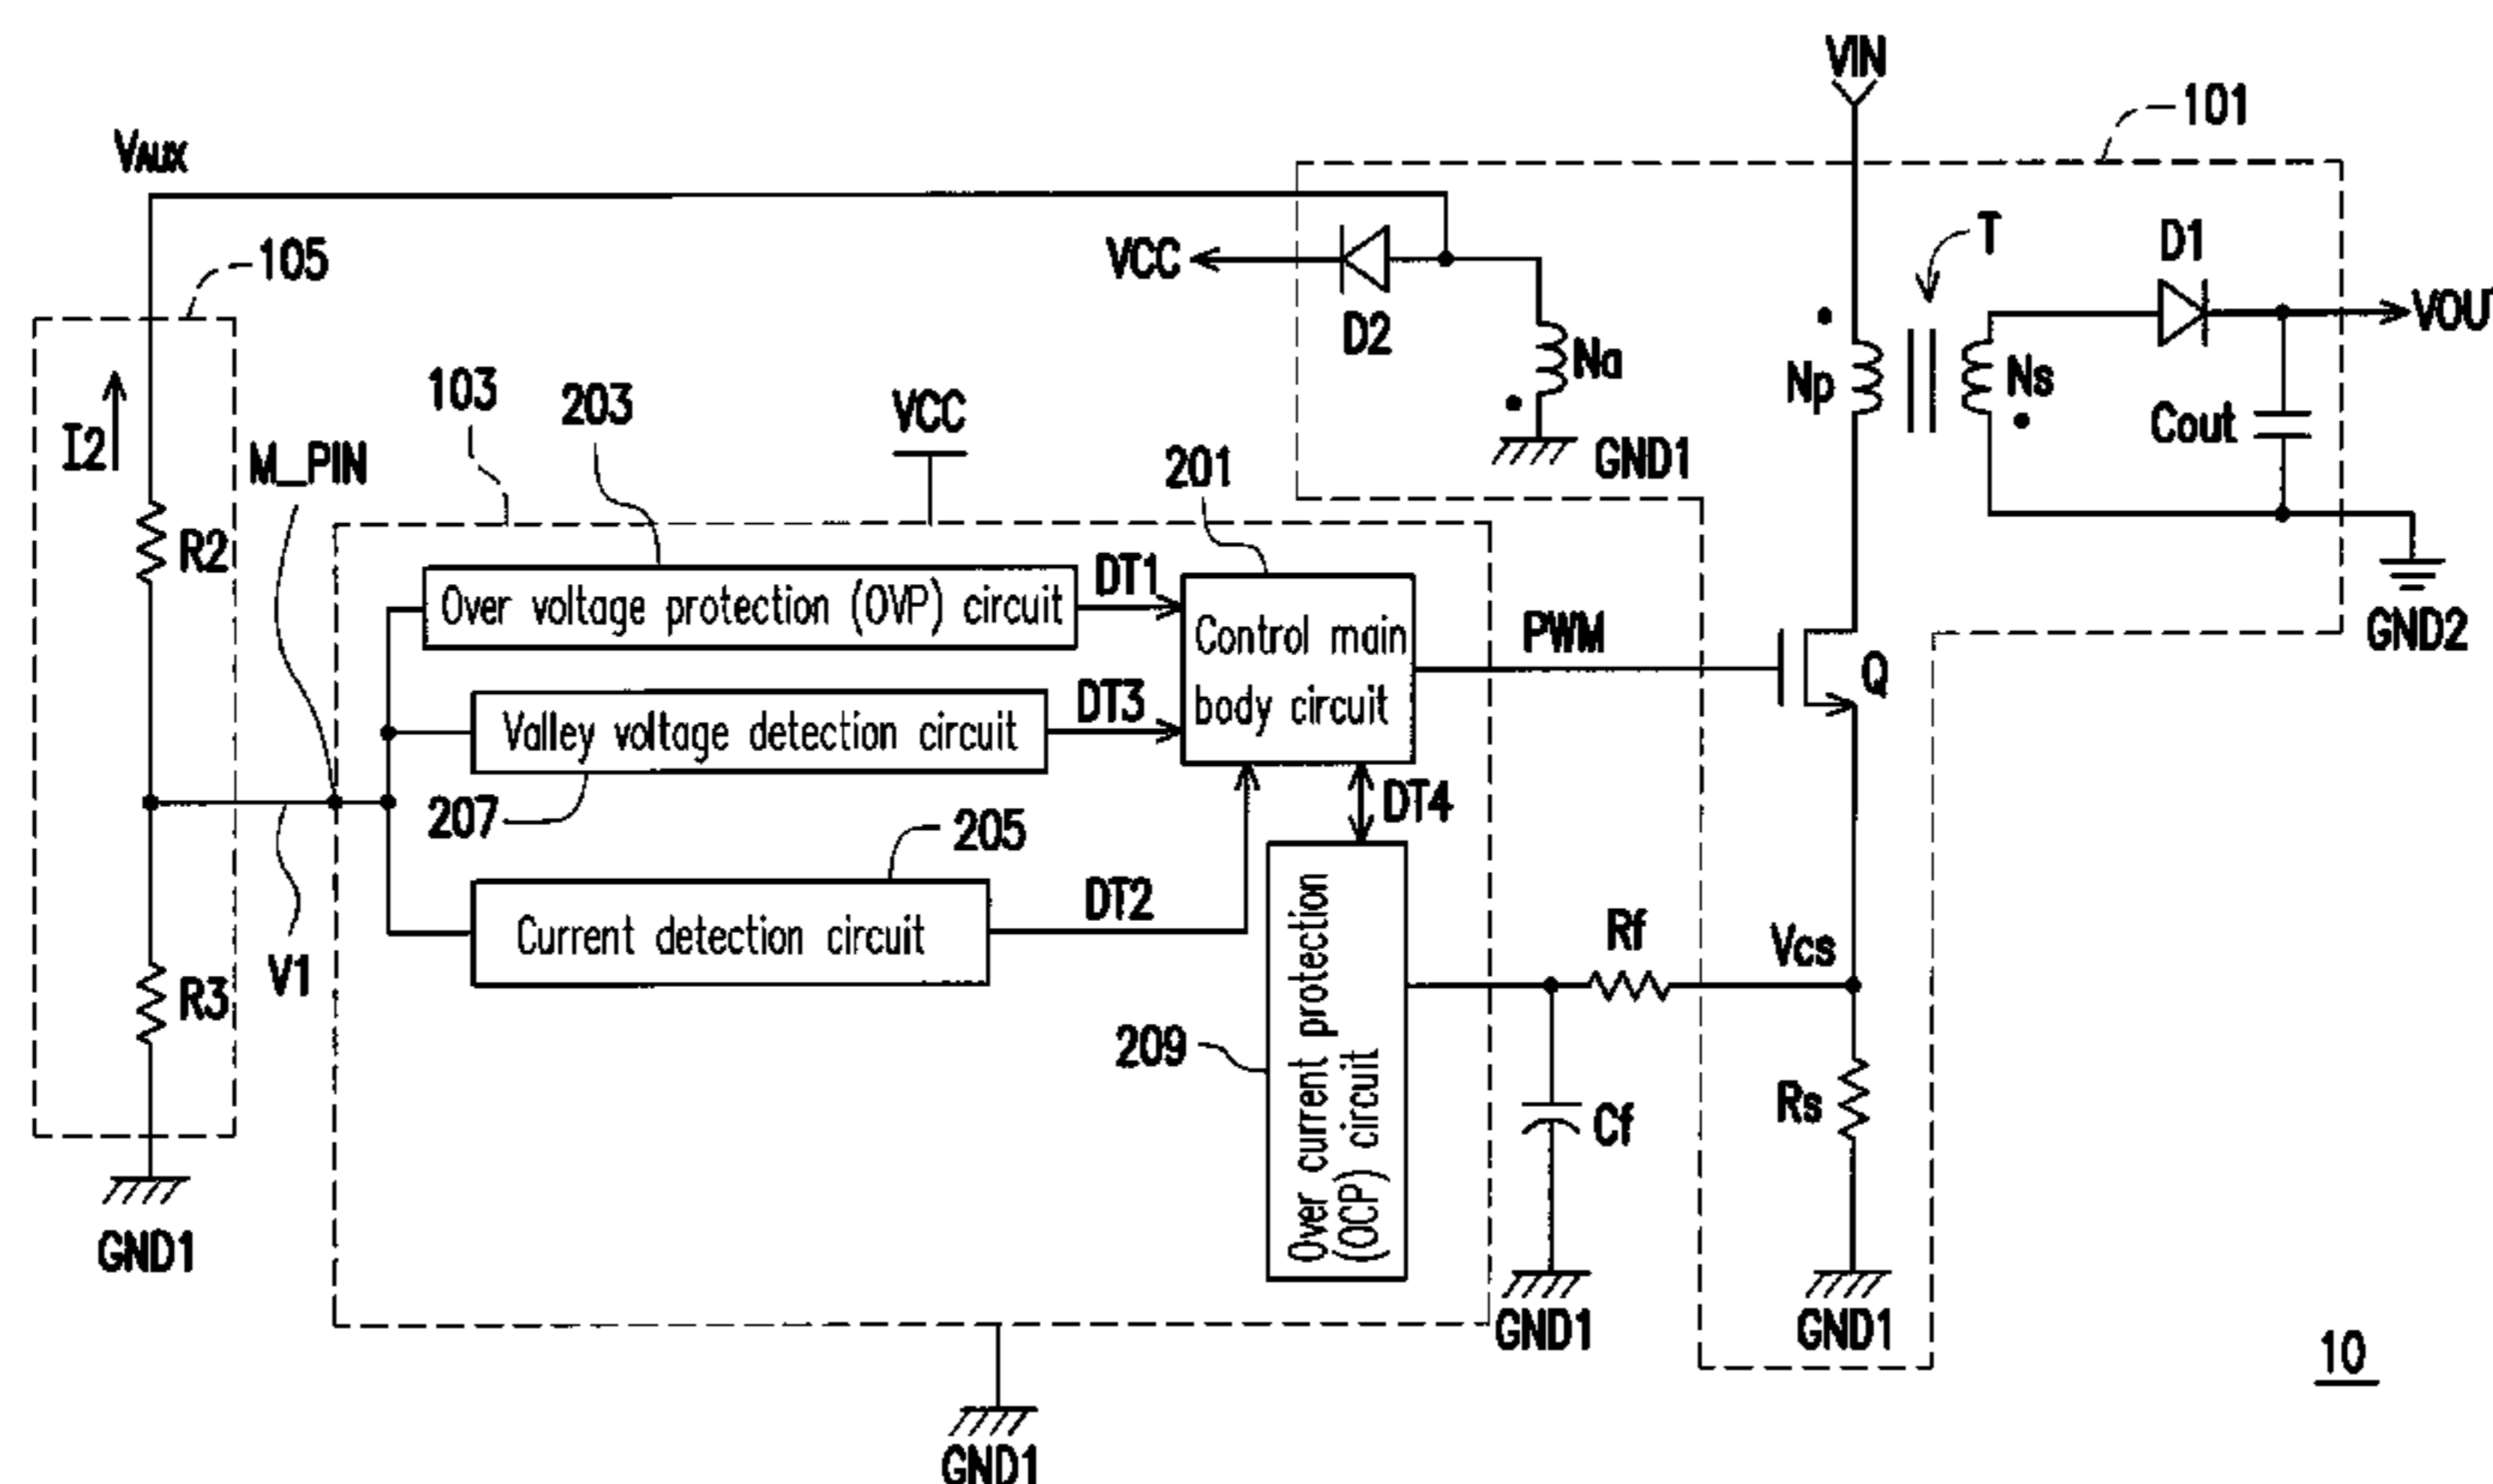 VIN
101
VAUX
T
D1
105
VCC
VOU
D2
Na
Np
Ns
103
203
VCC
Cout
I2
M_PIN
201
GND1
R2
DT1
Over voltage protection (OVP) circuit
Control main
body circuit
PWM
GND2
Q
DT3
Valley voltage detection circuit
207
DT4
205
DT2
Current detection circuit
Rf
Vcs
V1
R3
209
Over current protection
(OCP) circuit
Cf
Rs
GND1
GND1
GND1
10
GND1